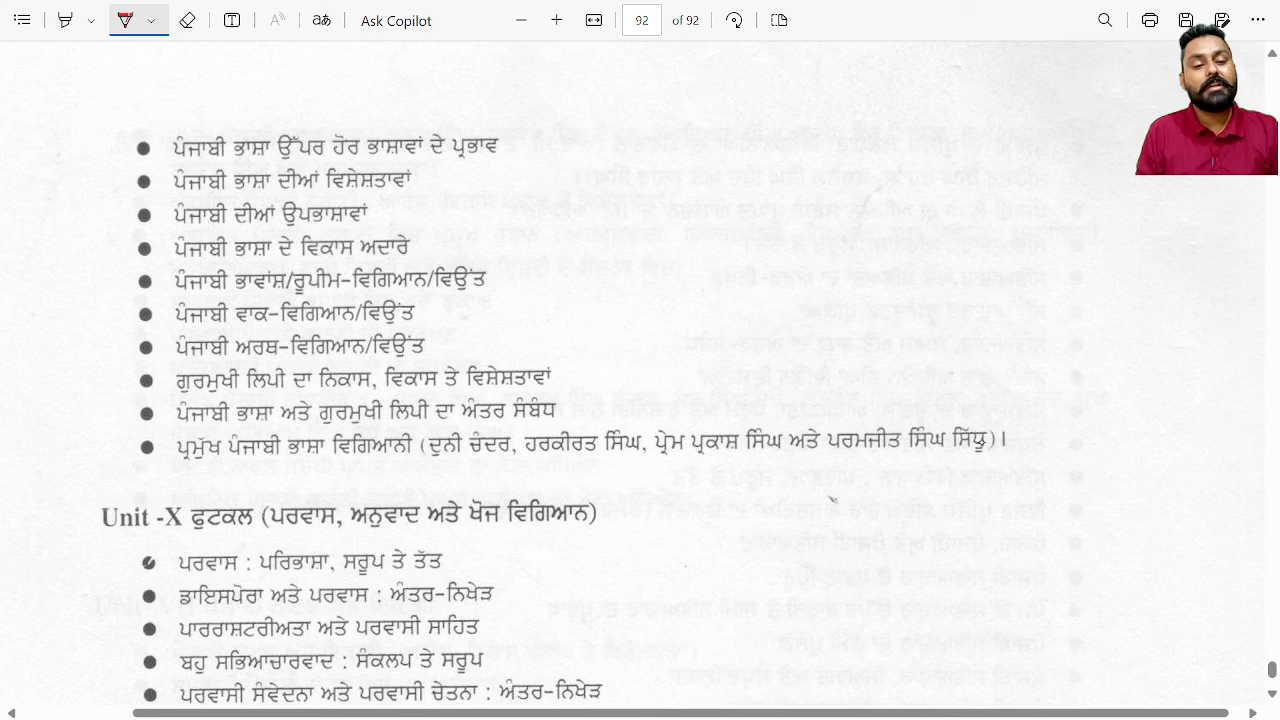 Ask Copilot
92 of 92
ਪੰਜਾਬੀ ਭਾਸ਼ਾ ਉੱਪਰ ਹੋਰ ਭਾਸ਼ਾਵਾਂ ਦੇ ਪ੍ਰਭਾਵ
ਪੰਜਾਬੀ ਭਾਸ਼ਾ ਦੀਆਂ ਵਿਸ਼ੇਸ਼ਤਾਵਾਂ
ਪੰਜਾਬੀ ਦੀਆਂ ਉਪਭਾਸ਼ਾਵਾਂ
ਪੰਜਾਬੀ ਭਾਸ਼ਾ ਦੇ ਵਿਕਾਸ ਅਦਾਰੇ
ਪੰਜਾਬੀ ਭਾਵਾਂਸ਼/ਰੂਪੀਮ-ਵਿਗਿਆਨ/ਵਿਉਂਤ
ਪੰਜਾਬੀ ਵਾਕ-ਵਿਗਿਆਨ/ਵਿਉਂਤ
ਪੰਜਾਬੀ ਅਰਥ-ਵਿਗਿਆਨ/ਵਿਉਂਤ
ਗੁਰਮੁਖੀ ਲਿਪੀ ਦਾ ਨਿਕਾਸ, ਵਿਕਾਸ ਤੇ ਵਿਸ਼ੇਸ਼ਤਾਵਾਂ
ਪੰਜਾਬੀ ਭਾਸ਼ਾ ਅਤੇ ਗੁਰਮੁਖੀ ਲਿਪੀ ਦਾ ਅੰਤਰ ਸੰਬੰਧ
ਪ੍ਰਮੁੱਖ ਪੰਜਾਬੀ ਭਾਸ਼ਾ ਵਿਗਿਆਨੀ (ਦੁਨੀ ਚੰਦਰ, ਹਰਕੀਰਤ ਸਿੰਘ, ਪ੍ਰੇਮ ਪ੍ਰਕਾਸ਼ ਸਿੰਘ ਅਤੇ ਪਰਮਜੀਤ ਸਿੰਘ ਸਿੱਧੂ)।
Unit -X ਫੁਟਕਲ (ਪਰਵਾਸ, ਅਨੁਵਾਦ ਅਤੇ ਖੋਜ ਵਿਗਿਆਨ)
ਪਰਵਾਸ : ਪਰਿਭਾਸ਼ਾ, ਸਰੂਪ ਤੇ ਤੱਤ
ਡਾਇਸਪੋਰਾ ਅਤੇ ਪਰਵਾਸ : ਅੰਤਰ-ਨਿਖੇੜ
ਪਾਰਰਾਸ਼ਟਰੀਅਤਾ ਅਤੇ ਪਰਵਾਸੀ ਸਾਹਿਤ
ਬਹੁ ਸਭਿਆਚਾਰਵਾਦ : ਸੰਕਲਪ ਤੇ ਸਰੂਪ
ਪਰਵਾਸੀ ਸੰਵੇਦਨਾ ਅਤੇ ਪਰਵਾਸੀ ਚੇਤਨਾ : ਅੰਤਰ-ਨਿਖੇੜ